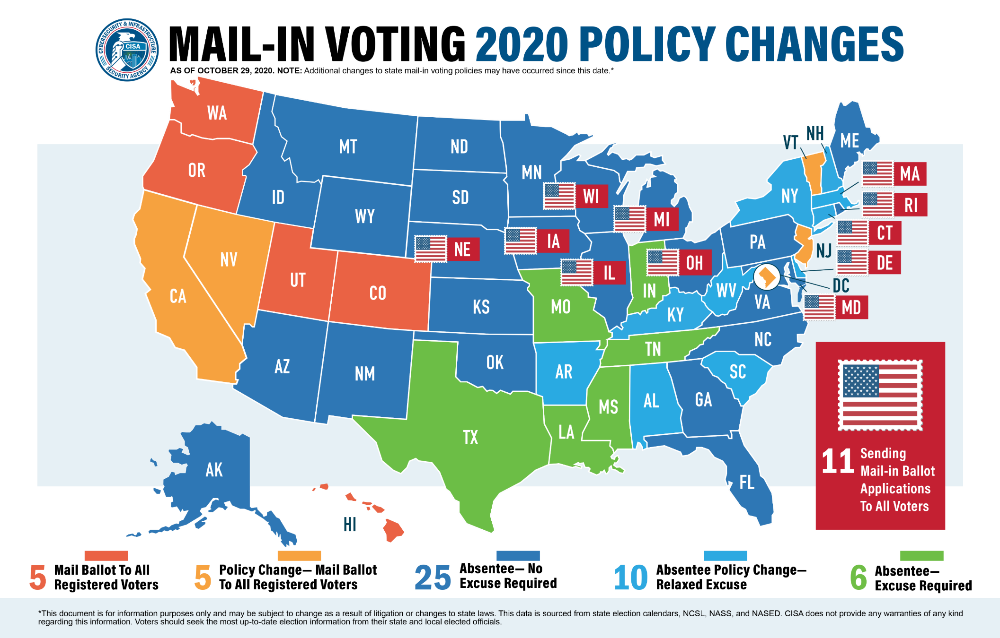 CYBERSECURITY & INFRASTRUCTURE
CISA
SECURITY AGENCY
MAIL-IN VOTING 2020 POLICY CHANGES
AS OF OCTOBER 29, 2020. NOTE: Additional changes to state mail-in voting policies may have occurred since this date.*
WA
OR
ID
MT
ND
MN
SD
WY
CA
NV
UT
CO
NE
IA
WI
MI
IL
IN
OH
KS
MO
KY
WV
VA
PA
NY
VT
NH
ME
MA
RI
CT
NJ
DE
DC
MD
NC
TN
SC
AZ
NM
OK
AR
MS
AL
GA
TX
LA
FL
AK
HI
11 Sending
Mail-in Ballot
Applications
To All Voters
5 Mail Ballot To All
Registered Voters
5 Policy Change— Mail Ballot
To All Registered Voters
25 Absentee— No
Excuse Required
10 Absentee Policy Change—
Relaxed Excuse
6 Absentee—
Excuse Required
*This document is for information purposes only and may be subject to change as a result of litigation or changes to state laws. This data is sourced from state election calendars, NCSL, NASS, and NASED. CISA does not provide any warranties of any kind
regarding this information. Voters should seek the most up-to-date election information from their state and local elected officials.